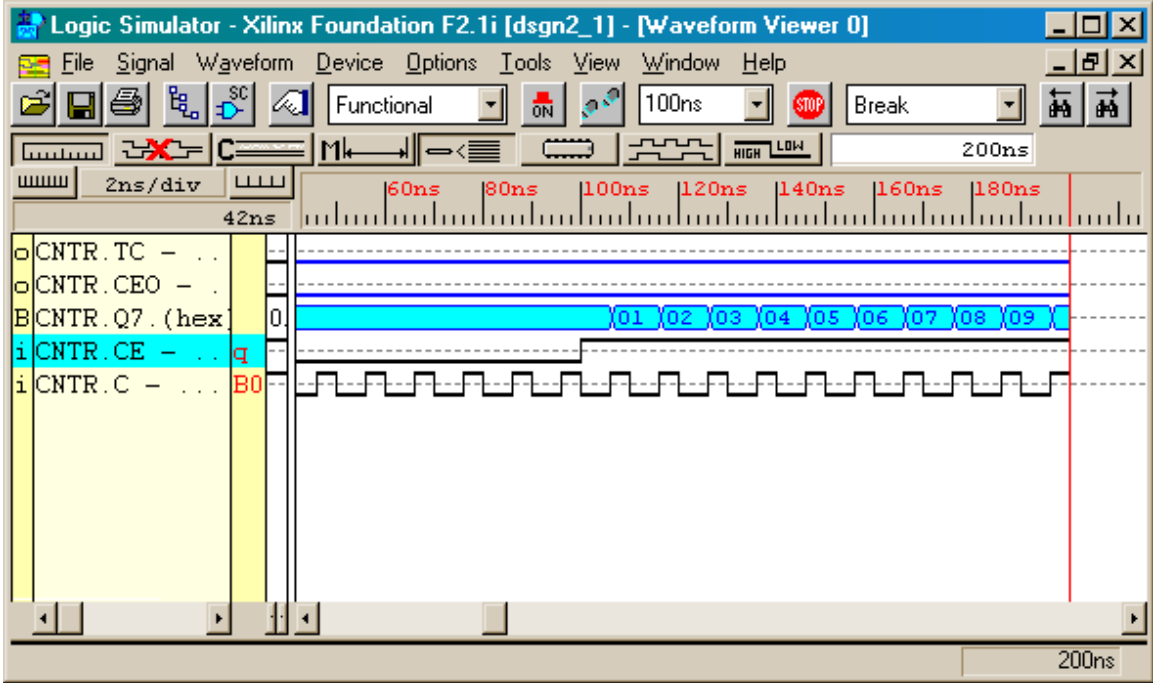 Logic Simulator - Xilinx Foundation F2.1i [dsgn2_1] - [Waveform Viewer 0]
File Signal Waveform Device Options Tools View Window Help
SC Functional ON 100ns STOP Break
C M HIGH LOW 200ns
2ns/div 60ns 80ns 100ns 120ns 140ns 160ns 180ns
42ns
o CNTR.TC – ..
o CNTR.CEO – .
B CNTR.Q7.(hex) 0. 01 02 03 04 05 06 07 08 09
i CNTR.CE – .. q
i CNTR.C – ... B0
200ns